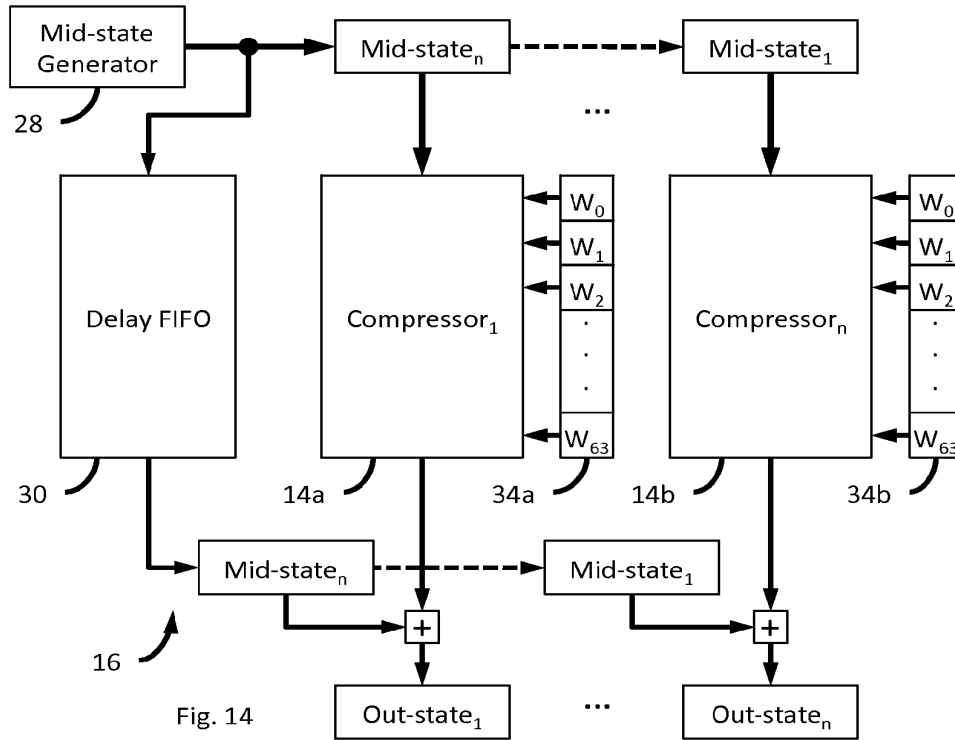 Mid-state
Generator
Mid-stateₙ
Mid-state₁
28
...
Delay FIFO
Compressor₁
W₀
W₁
W₂
.
.
.
W₆₃
Compressorₙ
W₀
W₁
W₂
.
.
.
W₆₃
30
14a
34a
14b
34b
Mid-stateₙ
Mid-state₁
+
+
16
Fig. 14
Out-state₁
...
Out-stateₙ